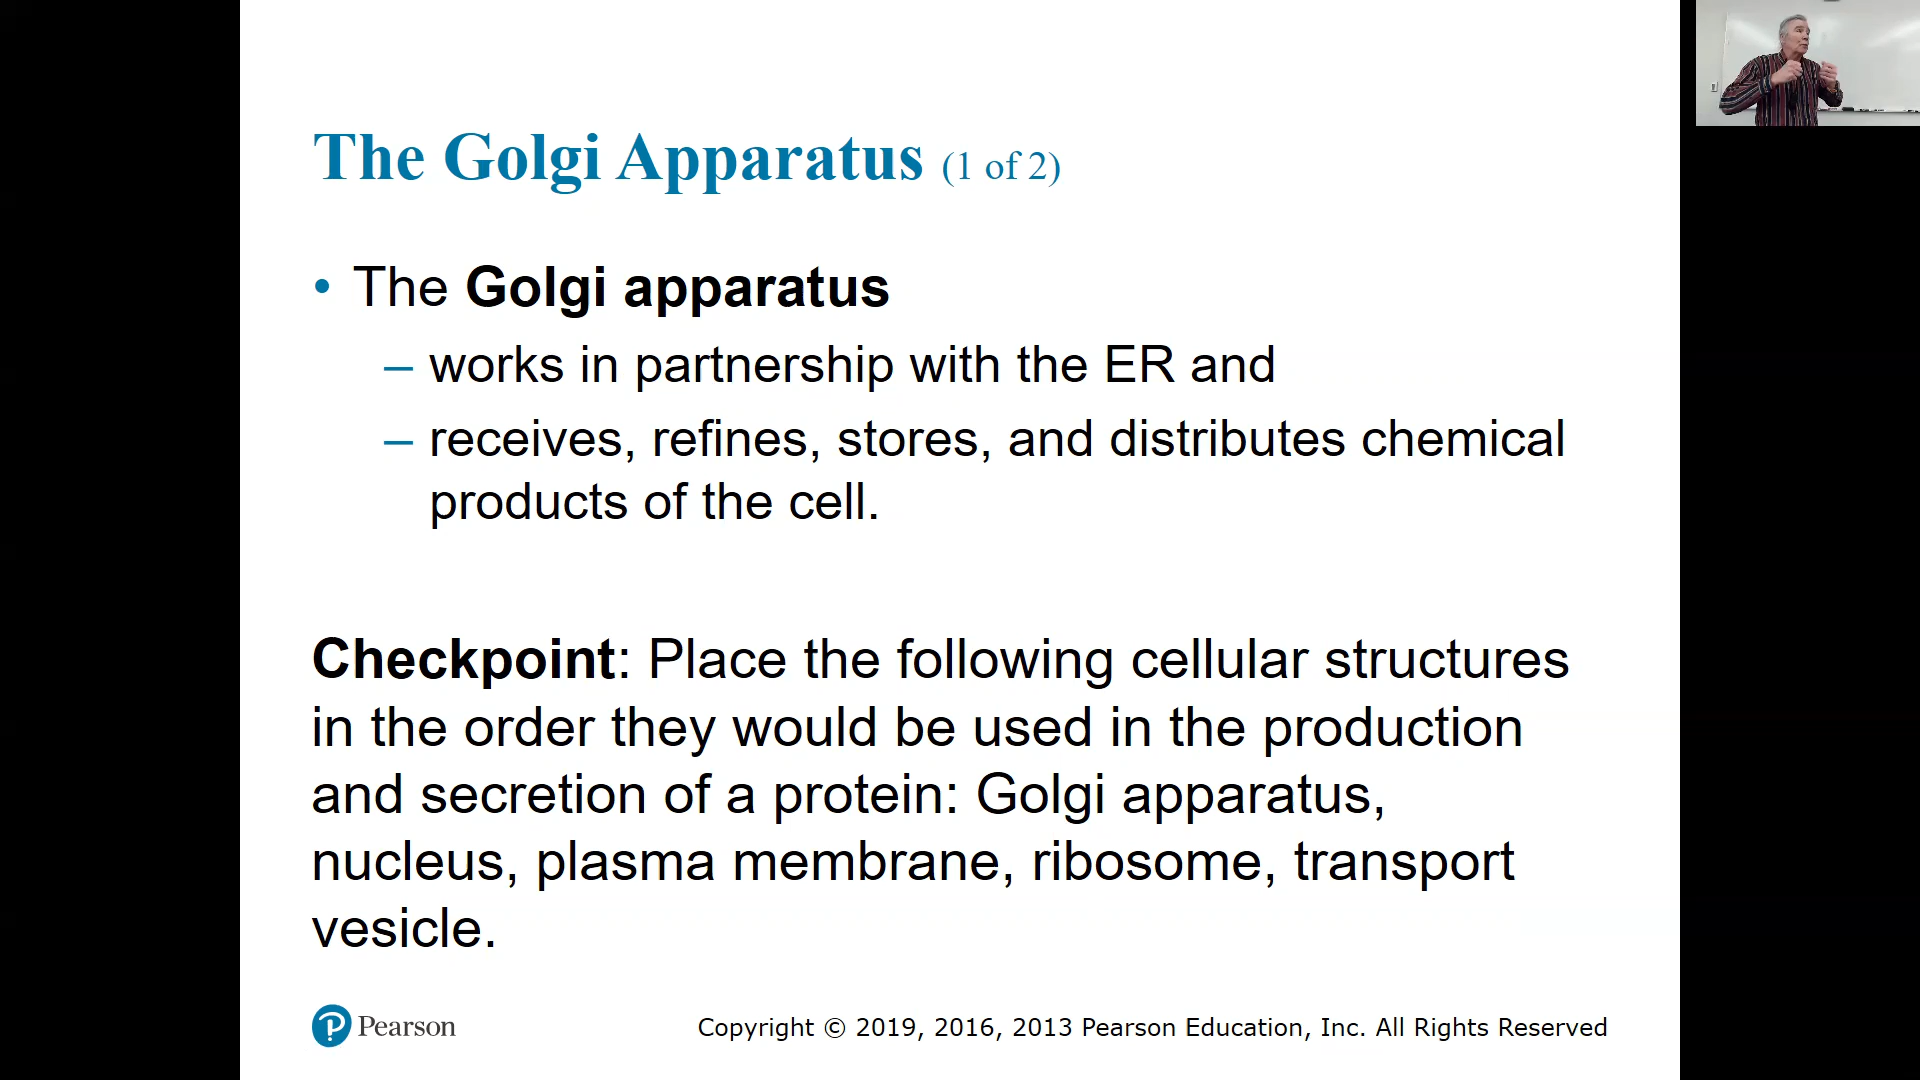 The Golgi Apparatus (1 of 2)
• The Golgi apparatus
– works in partnership with the ER and
– receives, refines, stores, and distributes chemical
products of the cell.
Checkpoint: Place the following cellular structures
in the order they would be used in the production
and secretion of a protein: Golgi apparatus,
nucleus, plasma membrane, ribosome, transport
vesicle.
Pearson
Copyright © 2019, 2016, 2013 Pearson Education, Inc. All Rights Reserved